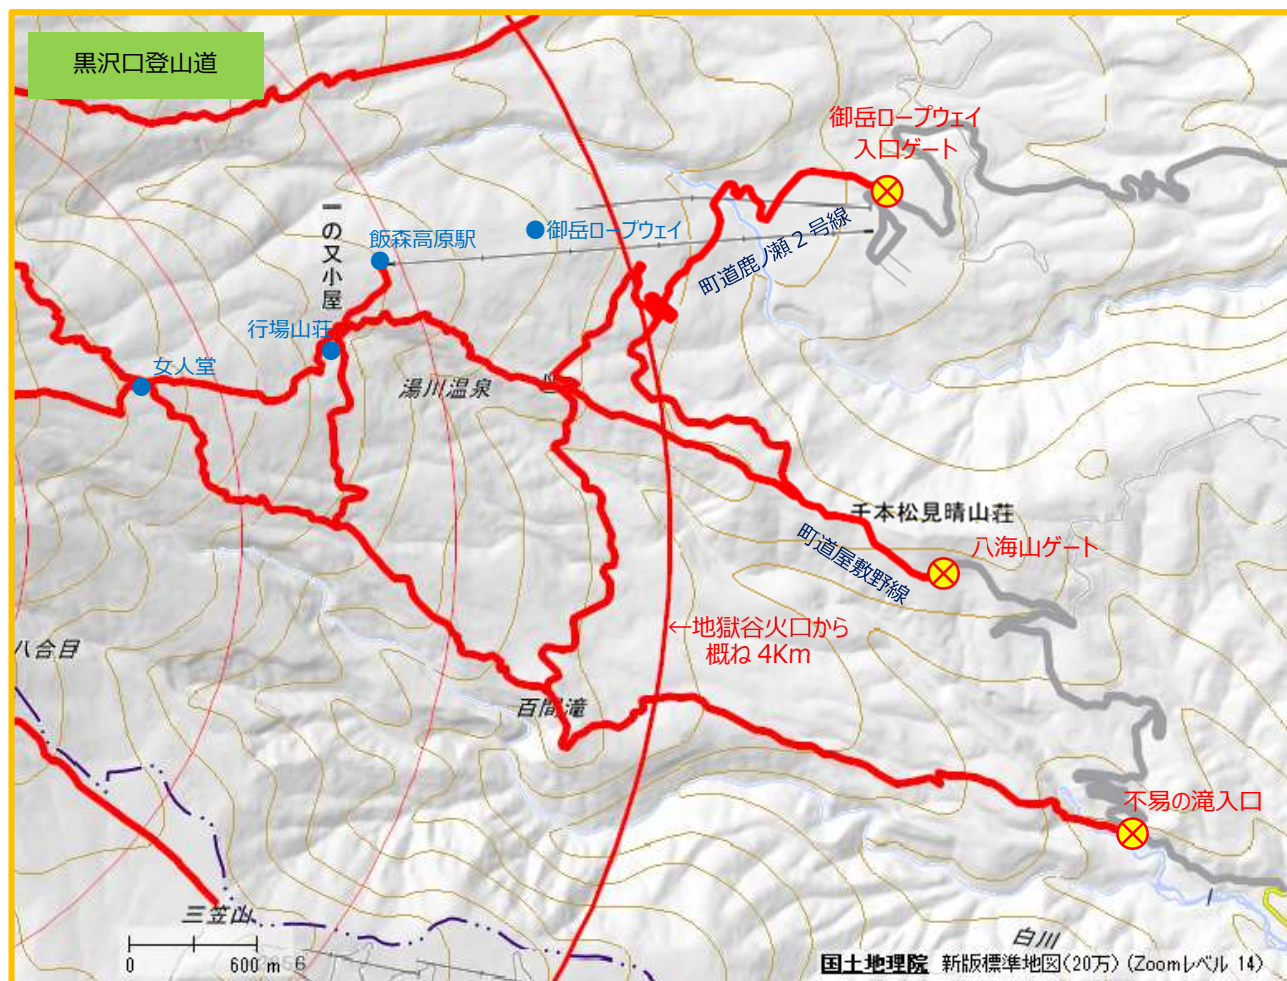 黒沢口登山道
御岳ロープウェイ
入口ゲート
一の又小屋
飯森高原駅
御岳ロープウェイ
町道鹿ノ瀬2号線
行場山荘
女人堂
湯川温泉
千本松見晴山荘
八海山ゲート
町道屋敷野線
←地獄谷火口から
概ね 4Km
八合目
百間滝
不易の滝入口
三笠山
白川
0 600 m
国土地理院 新版標準地図(20万) (Zoomレベル 14)